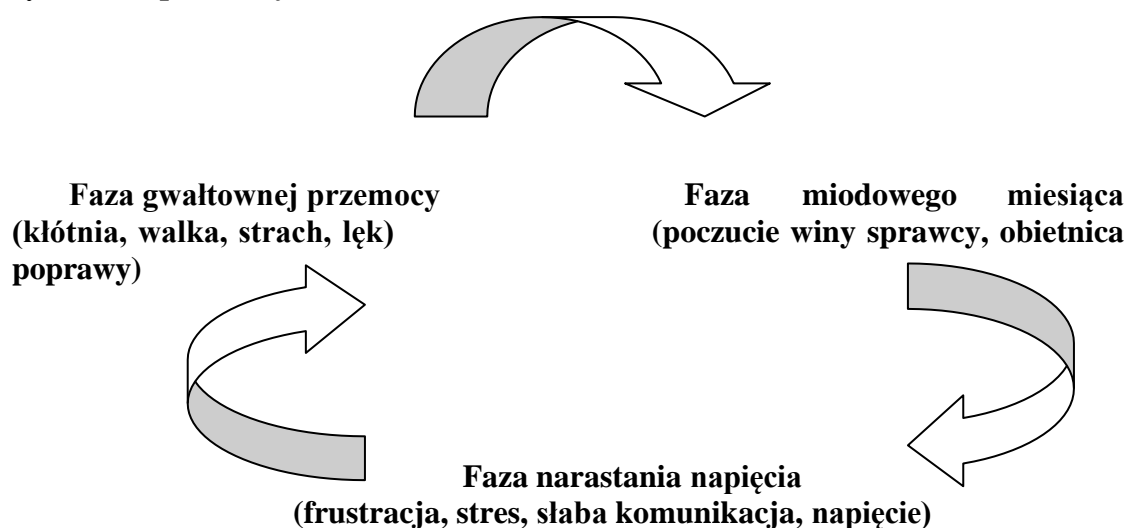 Faza gwałtownej przemocy Faza miodowego miesiąca
(kłótnia, walka, strach, lęk) (poczucie winy sprawcy, obietnica
poprawy)
Faza narastania napięcia
(frustracja, stres, słaba komunikacja, napięcie)